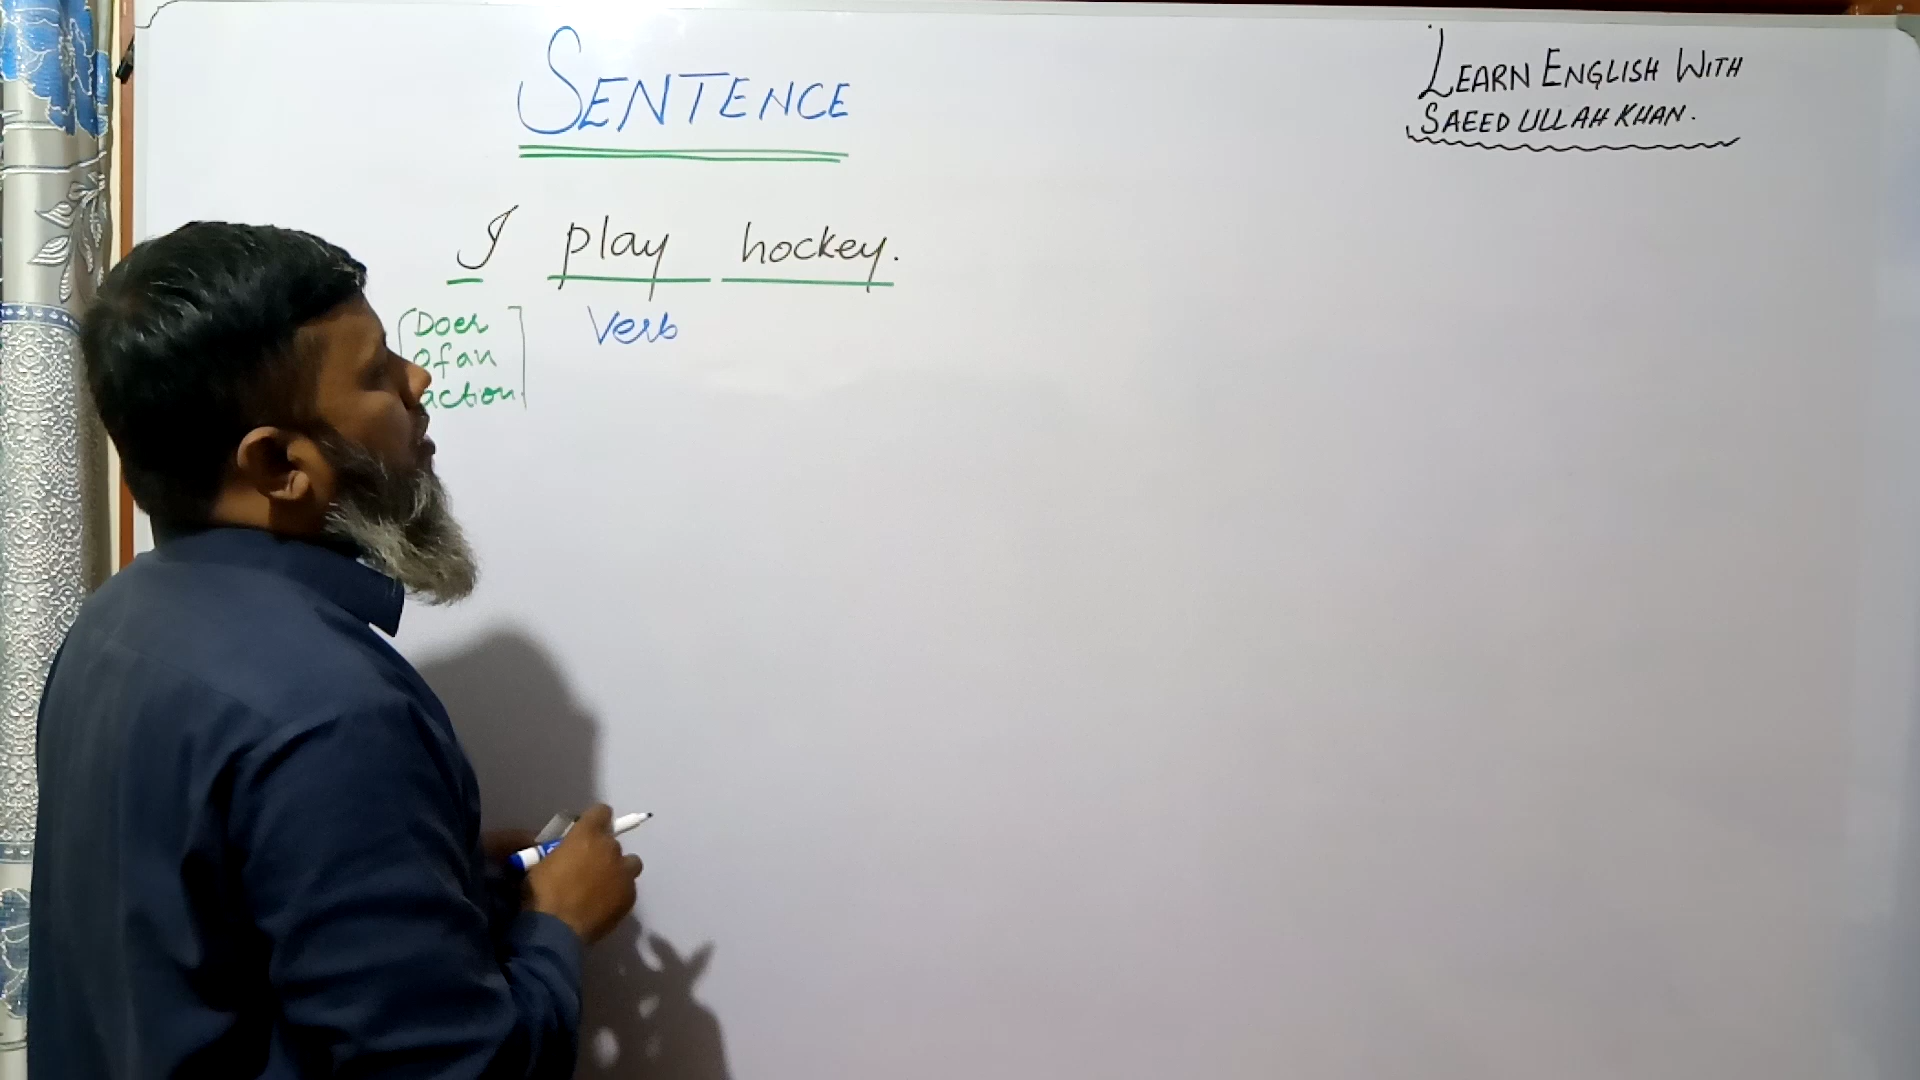 SENTENCE
LEARN ENGLISH WITH
SAEED ULLAH KHAN.
I play hockey.
Doer
of an
action
Verb